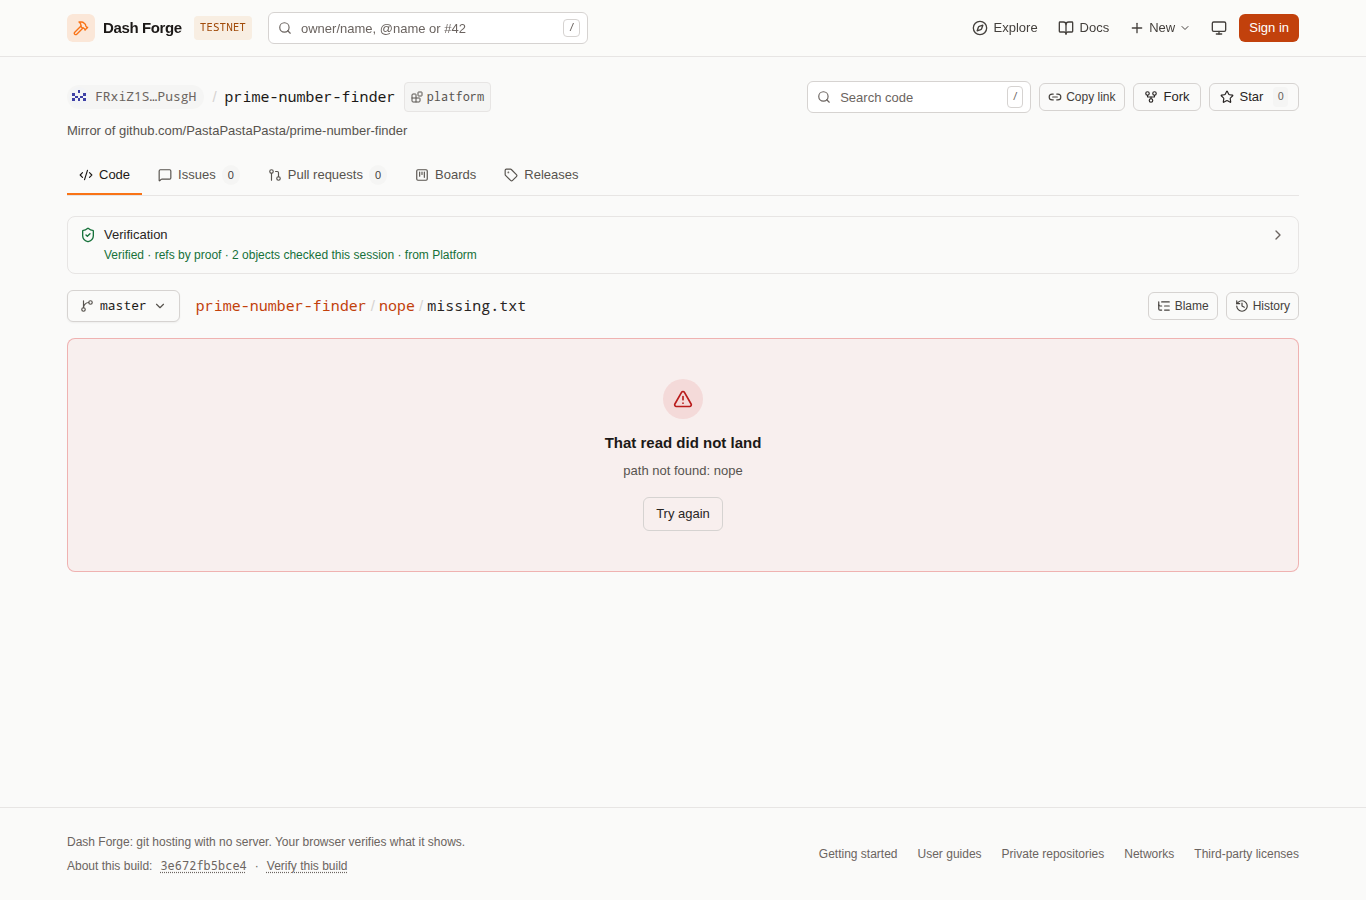 Dash Forge TESTNET owner/name, @name or #42 / Explore Docs New Sign in
FRxiZ1S…PusgH / prime-number-finder platform Search code / Copy link Fork Star 0
Mirror of github.com/PastaPastaPasta/prime-number-finder
Code Issues 0 Pull requests 0 Boards Releases
Verification
Verified · refs by proof · 2 objects checked this session · from Platform
master prime-number-finder / nope / missing.txt Blame History
That read did not land
path not found: nope
Try again
Dash Forge: git hosting with no server. Your browser verifies what it shows.
About this build: 3e672fb5bce4 · Verify this build
Getting started User guides Private repositories Networks Third-party licenses